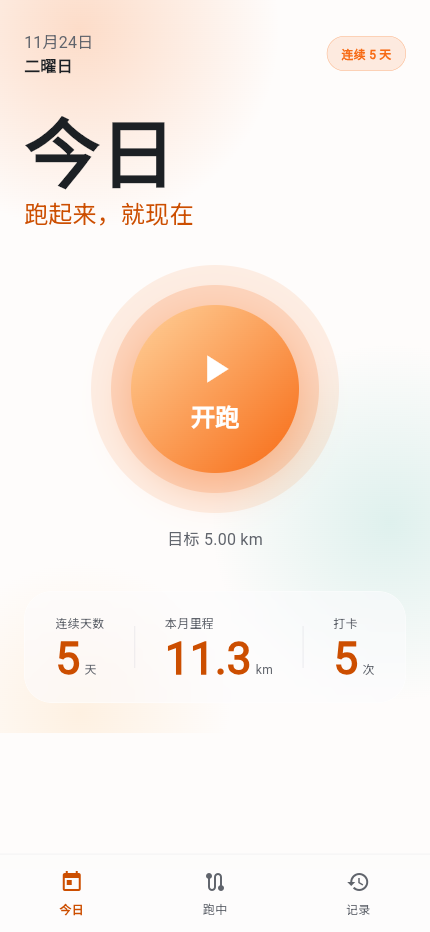 11月24日
二曜日
连续 5 天
今日
跑起来，就现在
开跑
目标 5.00 km
连续天数
5 天
本月里程
11.3 km
打卡
5 次
今日
跑中
记录